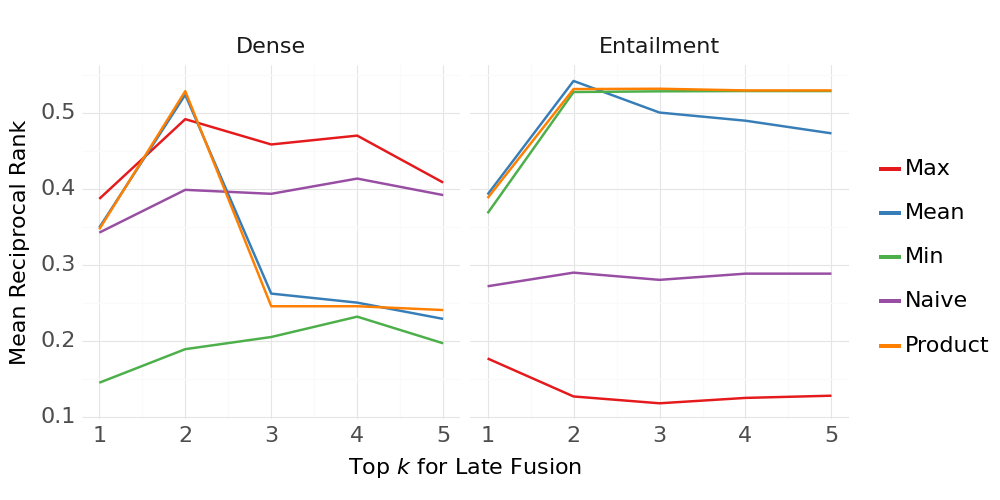 Dense
Entailment
Mean Reciprocal Rank
0.5
0.4
0.3
0.2
0.1
1 2 3 4 5
1 2 3 4 5
Top k for Late Fusion
Max
Mean
Min
Naive
Product